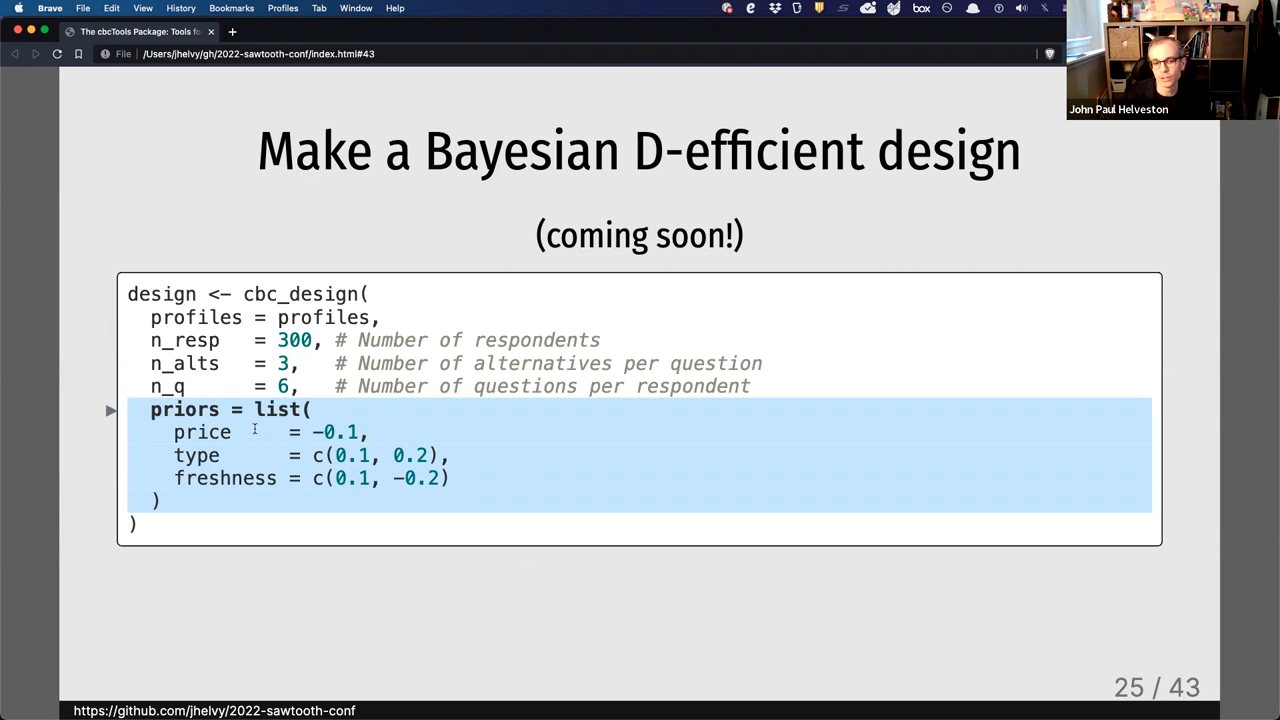 Brave File Edit View History Bookmarks Profiles Tab Window Help
box
The cbcTools Package: Tools fo
File /Users/jhelvy/gh/2022-sawtooth-conf/index.html#43
John Paul Helveston
Make a Bayesian D-efficient design
(coming soon!)
design <- cbc_design(
profiles = profiles,
n_resp = 300, # Number of respondents
n_alts = 3, # Number of alternatives per question
n_q = 6, # Number of questions per respondent
priors = list(
price = -0.1,
type = c(0.1, 0.2),
freshness = c(0.1, -0.2)
)
)
25 / 43
https://github.com/jhelvy/2022-sawtooth-conf